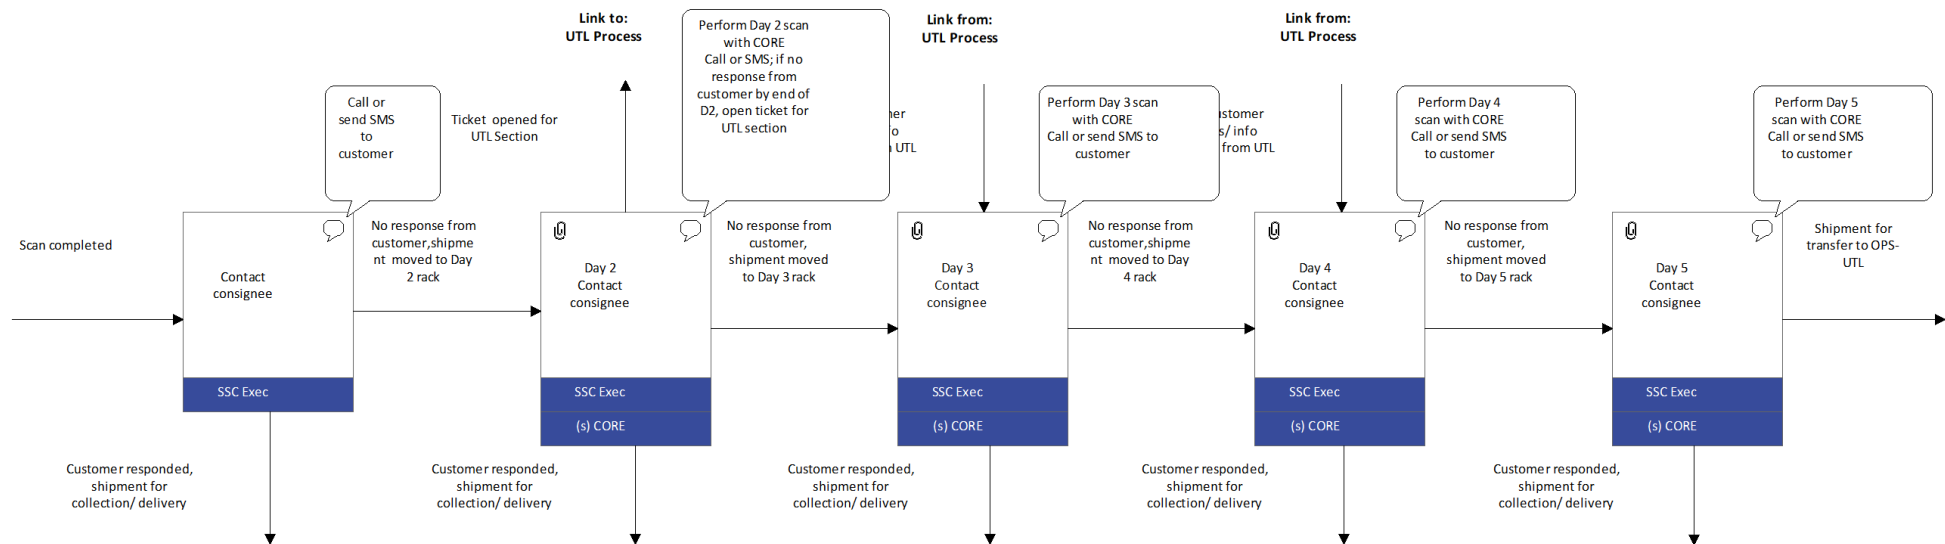 Link to:
UTL Process
Perform Day 2 scan
with CORE
Call or SMS; if no
response from
customer by end of
D2, open ticket for
UTL section
Link from:
UTL Process
Link from:
UTL Process
Call or
send SMS
to
customer
Ticket  opened for
UTL Section
UTL
Perform Day 3 scan
with CORE
Call or send SMS to
customer
info
from UTL
Perform Day 4
scan with CORE
Call or send SMS
to customer
Perform Day 5
scan with CORE
Call or send SMS
to customer
Scan completed
Contact
consignee
SSC Exec
No response from
customer,shipme
nt  moved to Day
2 rack
Day 2
Contact
consignee
SSC Exec
(s) CORE
No response from
customer,
shipment moved
to Day 3 rack
Day 3
Contact
consignee
SSC Exec
(s) CORE
No response from
customer,shipme
nt  moved to Day
4 rack
Day 4
Contact
consignee
SSC Exec
(s) CORE
No response from
customer,
shipment moved
to Day 5 rack
Day 5
Contact
consignee
SSC Exec
(s) CORE
Shipment for
transfer to OPS-
UTL
Customer responded,
shipment for
collection/ delivery
Customer responded,
shipment for
collection/ delivery
Customer responded,
shipment for
collection/ delivery
Customer responded,
shipment for
collection/ delivery
Customer responded,
shipment for
collection/ delivery